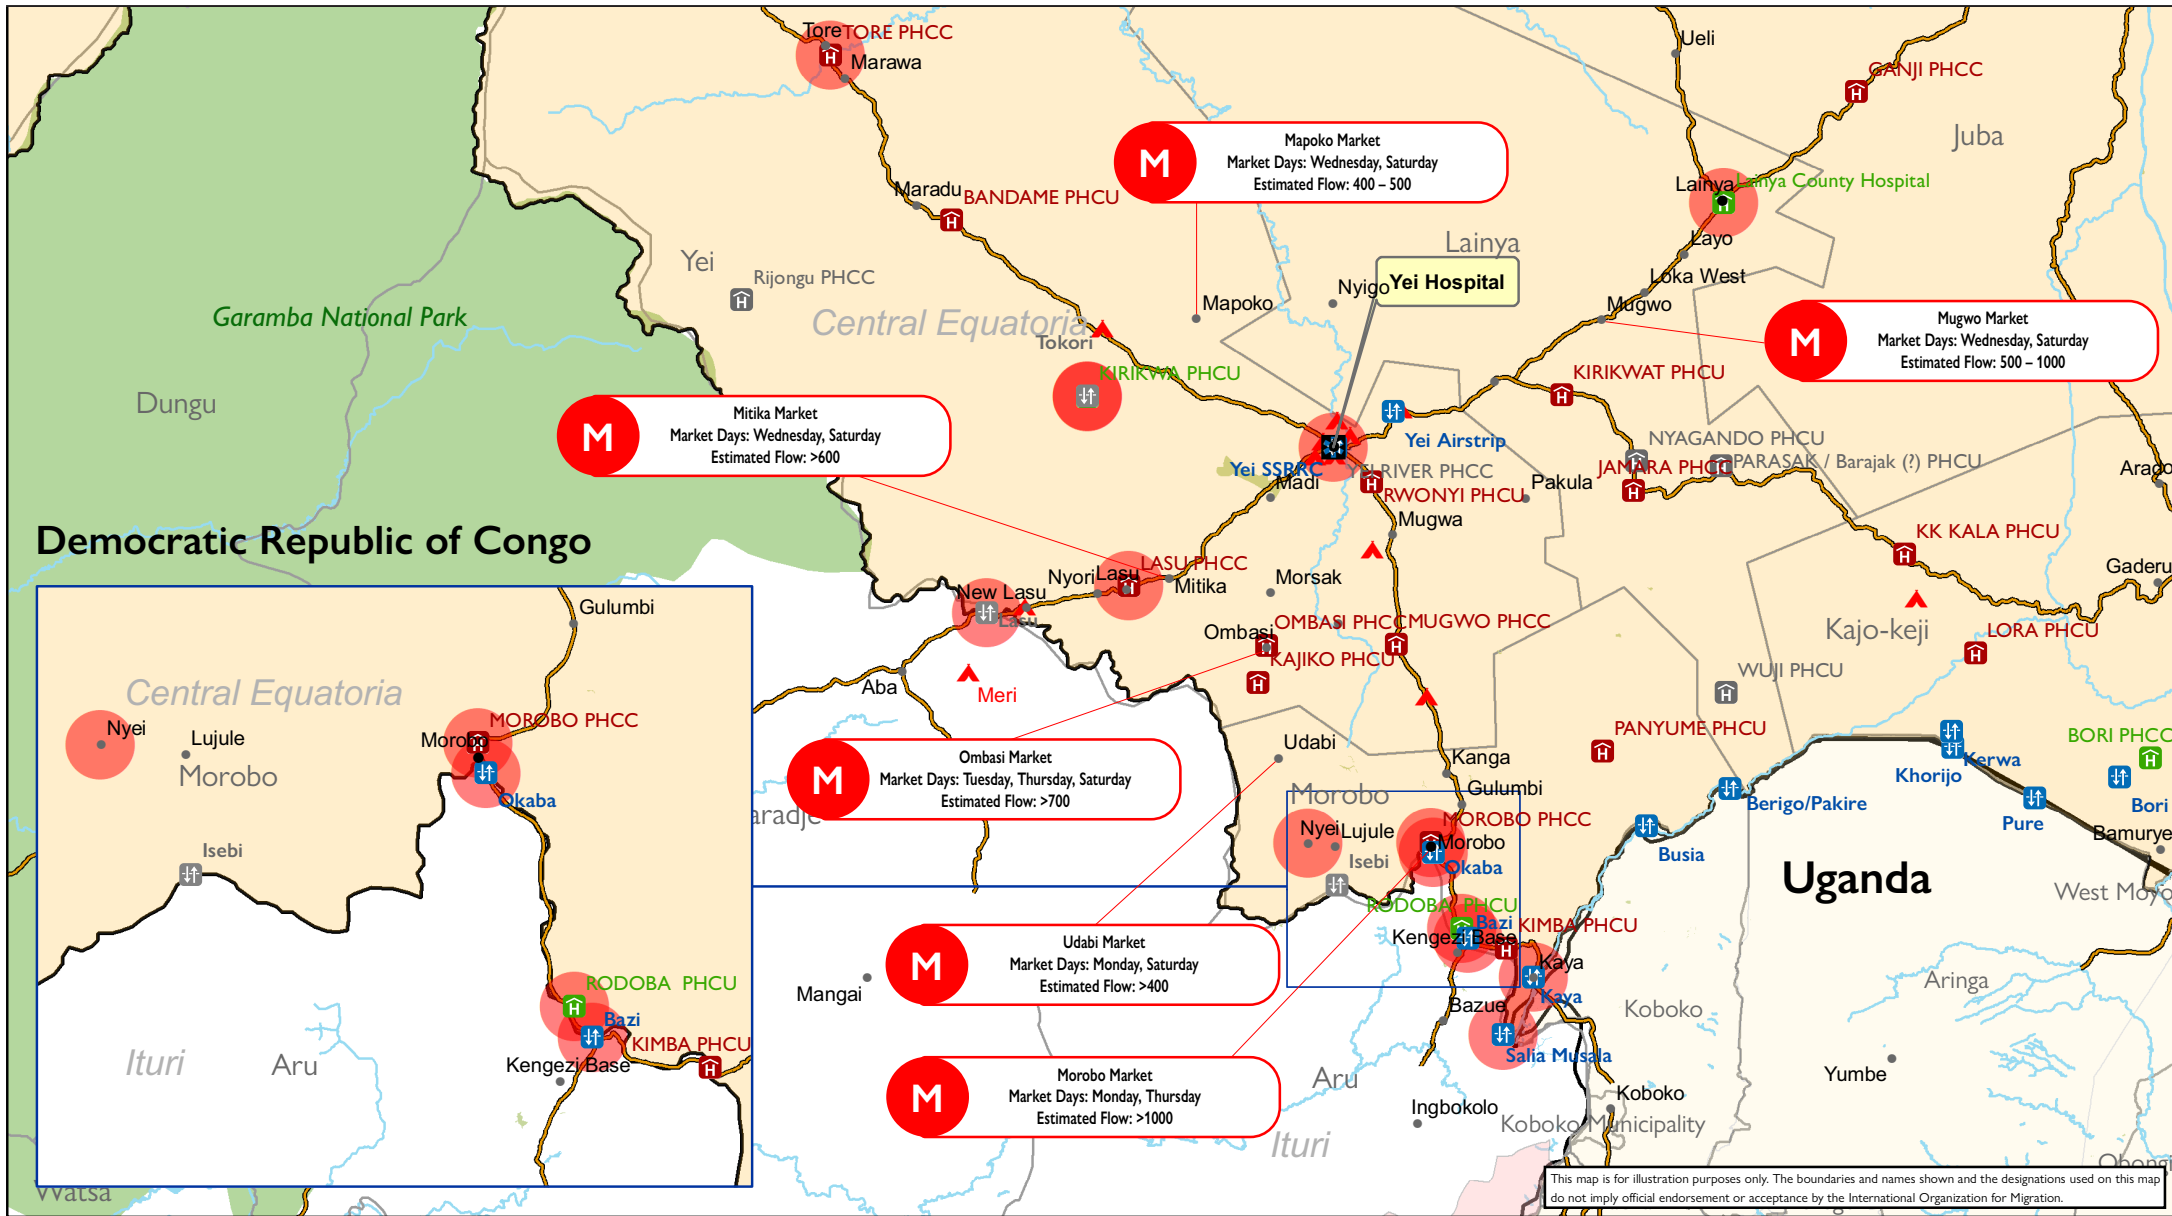 Tore
TORE PHCC
Marawa
Ueli
GANJI PHCC
Juba
Mapoko Market
Market Days: Wednesday, Saturday
Estimated Flow: 400 – 500
M
Maradu
BANDAME PHCU
Lainya
Lainya County Hospital
Layo
Lainya
Yei
Rijongu PHCC
Yei Hospital
Loka West
Nyigo
Mapoko
Mugwo
Garamba National Park
Central Equatoria
Tokori
M
Mugwo Market
Market Days: Wednesday, Saturday
Estimated Flow: 500 – 1000
KIRIKWA PHCU
KIRIKWAT PHCU
Dungu
M
Mitika Market
Market Days: Wednesday, Saturday
Estimated Flow: >600
Yei Airstrip
NYAGANDO PHCU
Yei SSRRC
YEI RIVER PHCC
JAMARA PHCC
PARASAK / Barajak (?) PHCU
Madi
RWONYI PHCU
Pakula
Mugwa
Democratic Republic of Congo
KK KALA PHCU
Gaderu
LASU PHCC
Nyori
Lasu
Mitika
Morsak
New Lasu
Lasu
Ombasi
OMBASI PHCC
MUGWO PHCC
KAJIKO PHCU
Kajo-keji
LORA PHCU
WUJI PHCU
Aba
Meri
PANYUME PHCU
BORI PHCC
Udabi
Kanga
Kerwa
Khorijo
M
Ombasi Market
Market Days: Tuesday, Thursday, Saturday
Estimated Flow: >700
Gulumbi
Morobo
Berigo/Pakire
Bori
Pure
aradje
MOROBO PHCC
Nyei
Lujule
Morobo
Isebi
Okaba
Busia
Bamurye
Uganda
West Moyo
RODOBA PHCU
Bazi
KIMBA PHCU
Kengezi Base
M
Udabi Market
Market Days: Monday, Saturday
Estimated Flow: >400
Kaya
Kaya
Mangai
Bazue
Aringa
Koboko
Salia Musala
M
Morobo Market
Market Days: Monday, Thursday
Estimated Flow: >1000
Aru
Yumbe
Koboko
Ingbokolo
Koboko Municipality
Ituri
Gulumbi
Central Equatoria
Nyei
Lujule
Morobo
MOROBO PHCC
Morobo
Okaba
Isebi
RODOBA PHCU
Bazi
KIMBA PHCU
Kengezi Base
Ituri
Aru
Watsa
This map is for illustration purposes only. The boundaries and names shown and the designations used on this map
do not imply official endorsement or acceptance by the International Organization for Migration.